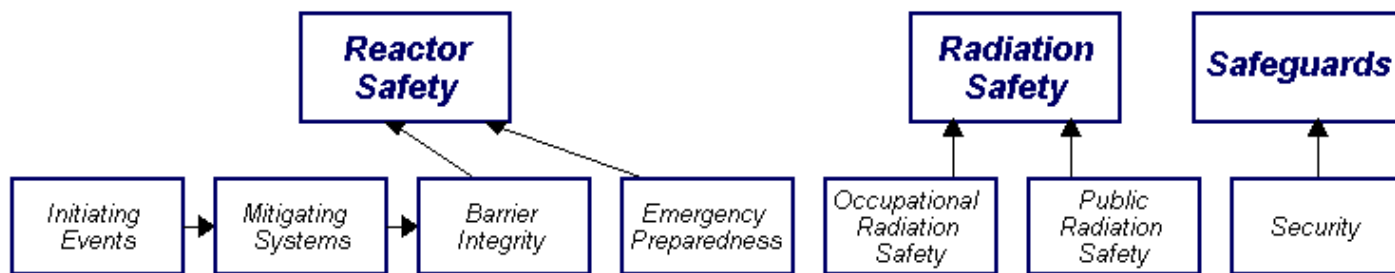 Reactor
Safety
Radiation
Safety
Safeguards
Initiating
Events
Mitigating
Systems
Barrier
Integrity
Emergency
Preparedness
Occupational
Radiation
Safety
Public
Radiation
Safety
Security